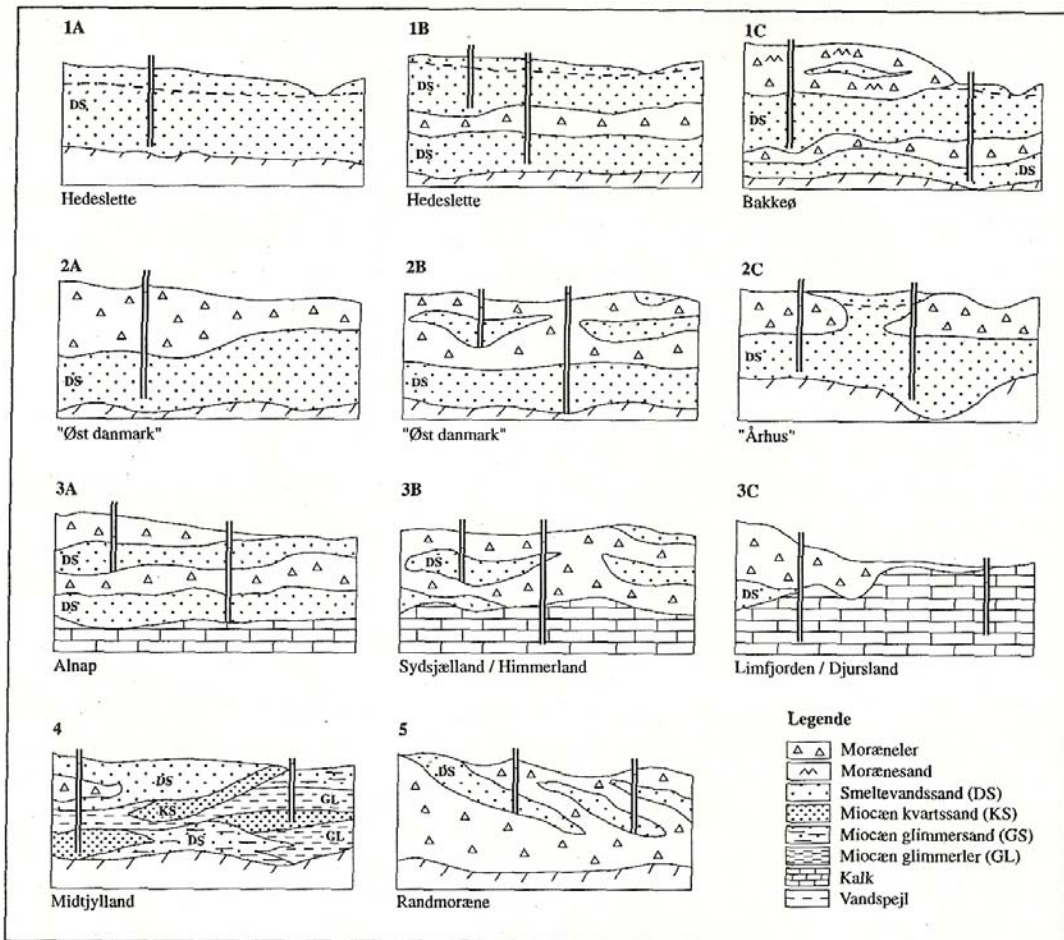 1A
DS
Hedeslette
1B
DS
DS
Hedeslette
1C
DS
DS
Bakkeø
2A
DS
"Øst danmark"
2B
DS
"Øst danmark"
2C
DS
"Århus"
3A
DS
DS
Alnap
3B
DS
Sydsjælland / Himmerland
3C
DS
Limfjorden / Djursland
4
DS
KS
GL
DS
GL
Midtjylland
5
DS
Randmoræne
Legende
Moræneler
Morænesand
Smeltevandssand (DS)
Miocæn kvartssand (KS)
Miocæn glimmersand (GS)
Miocæn glimmerler (GL)
Kalk
Vandspejl